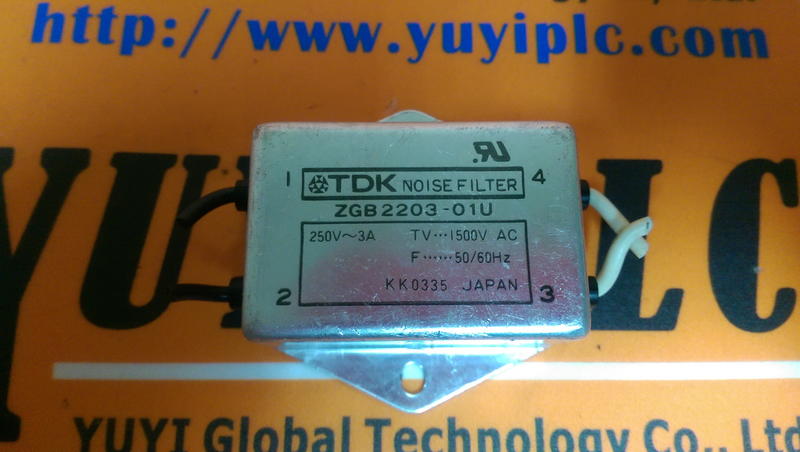 http://www.yuyiplc.com
RU
1 TDK NOISE FILTER 4
ZGB2203-01U
250V~3A TV...1500V AC
F......50/60Hz
KK0335 JAPAN
2 3
YUYI Global Technology Co., Ltd